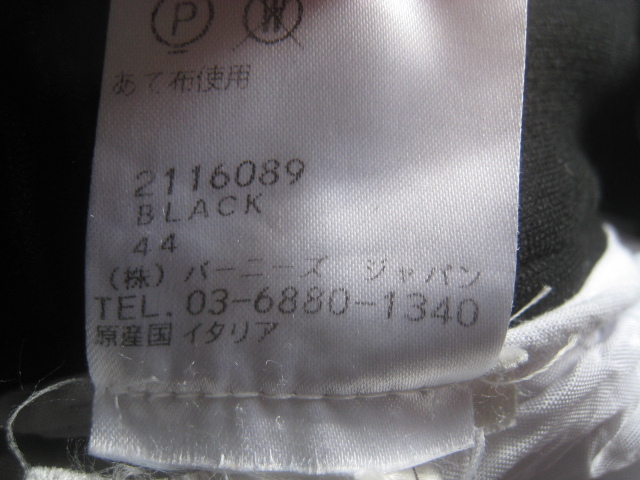 P W
あて布使用
2116089
BLACK
44
(株) バーニーズ ジャパン
TEL. 03-6880-1340
原産国 イタリア